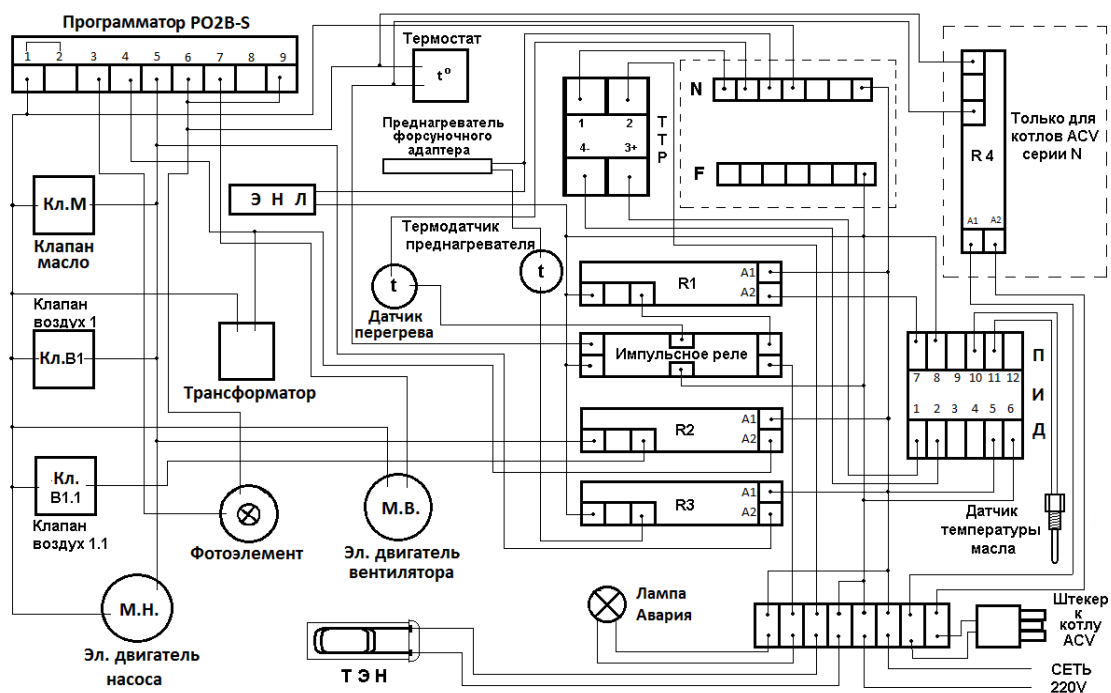 Программатор PO2B-S
1 2 3 4 5 6 7 8 9
Термостат
t°
Преднагреватель
форсуночного
адаптера
1 2
4- 3+
Т
Т
Р
N
F
R 4
A1 A2
Только для
котлов ACV
серии N
Кл.М
Клапан
масло
Э Н Л
Термодатчик
преднагревателя
t
t
Датчик
перегрева
R1
A1
A2
Клапан
воздух 1
Кл.В1
Трансформатор
Импульсное реле
7 8 9 10 11 12
1 2 3 4 5 6
П
И
Д
R2
A1
A2
Кл.
В1.1
Клапан
воздух 1.1
Фотоэлемент
М.В.
Эл. двигатель
вентилятора
R3
A1
A2
Датчик
температуры
масла
М.Н.
Эл. двигатель
насоса
Т Э Н
Лампа
Авария
Штекер
к
котлу
ACV
СЕТЬ
220V